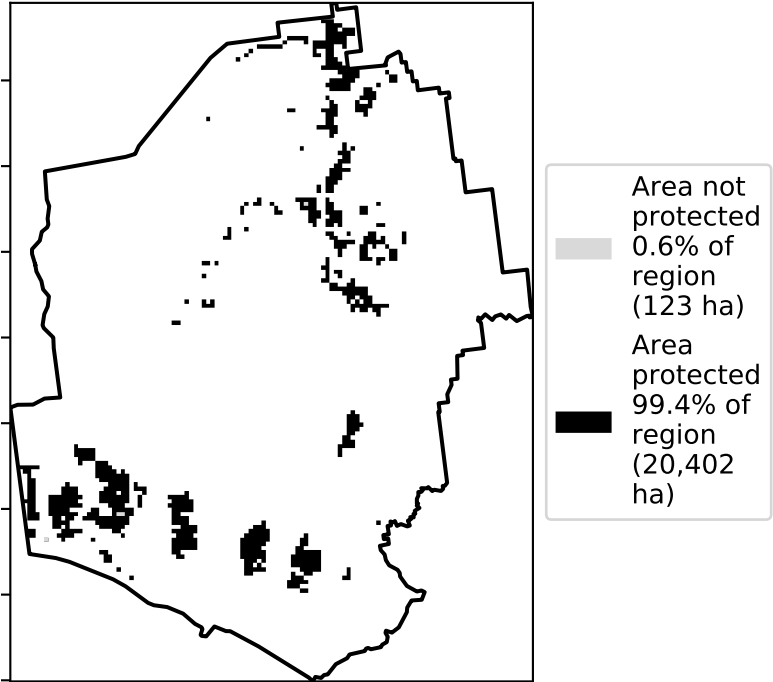 Area not
protected
0.6% of
region
(123 ha)
Area
protected
99.4% of
region
(20,402
ha)